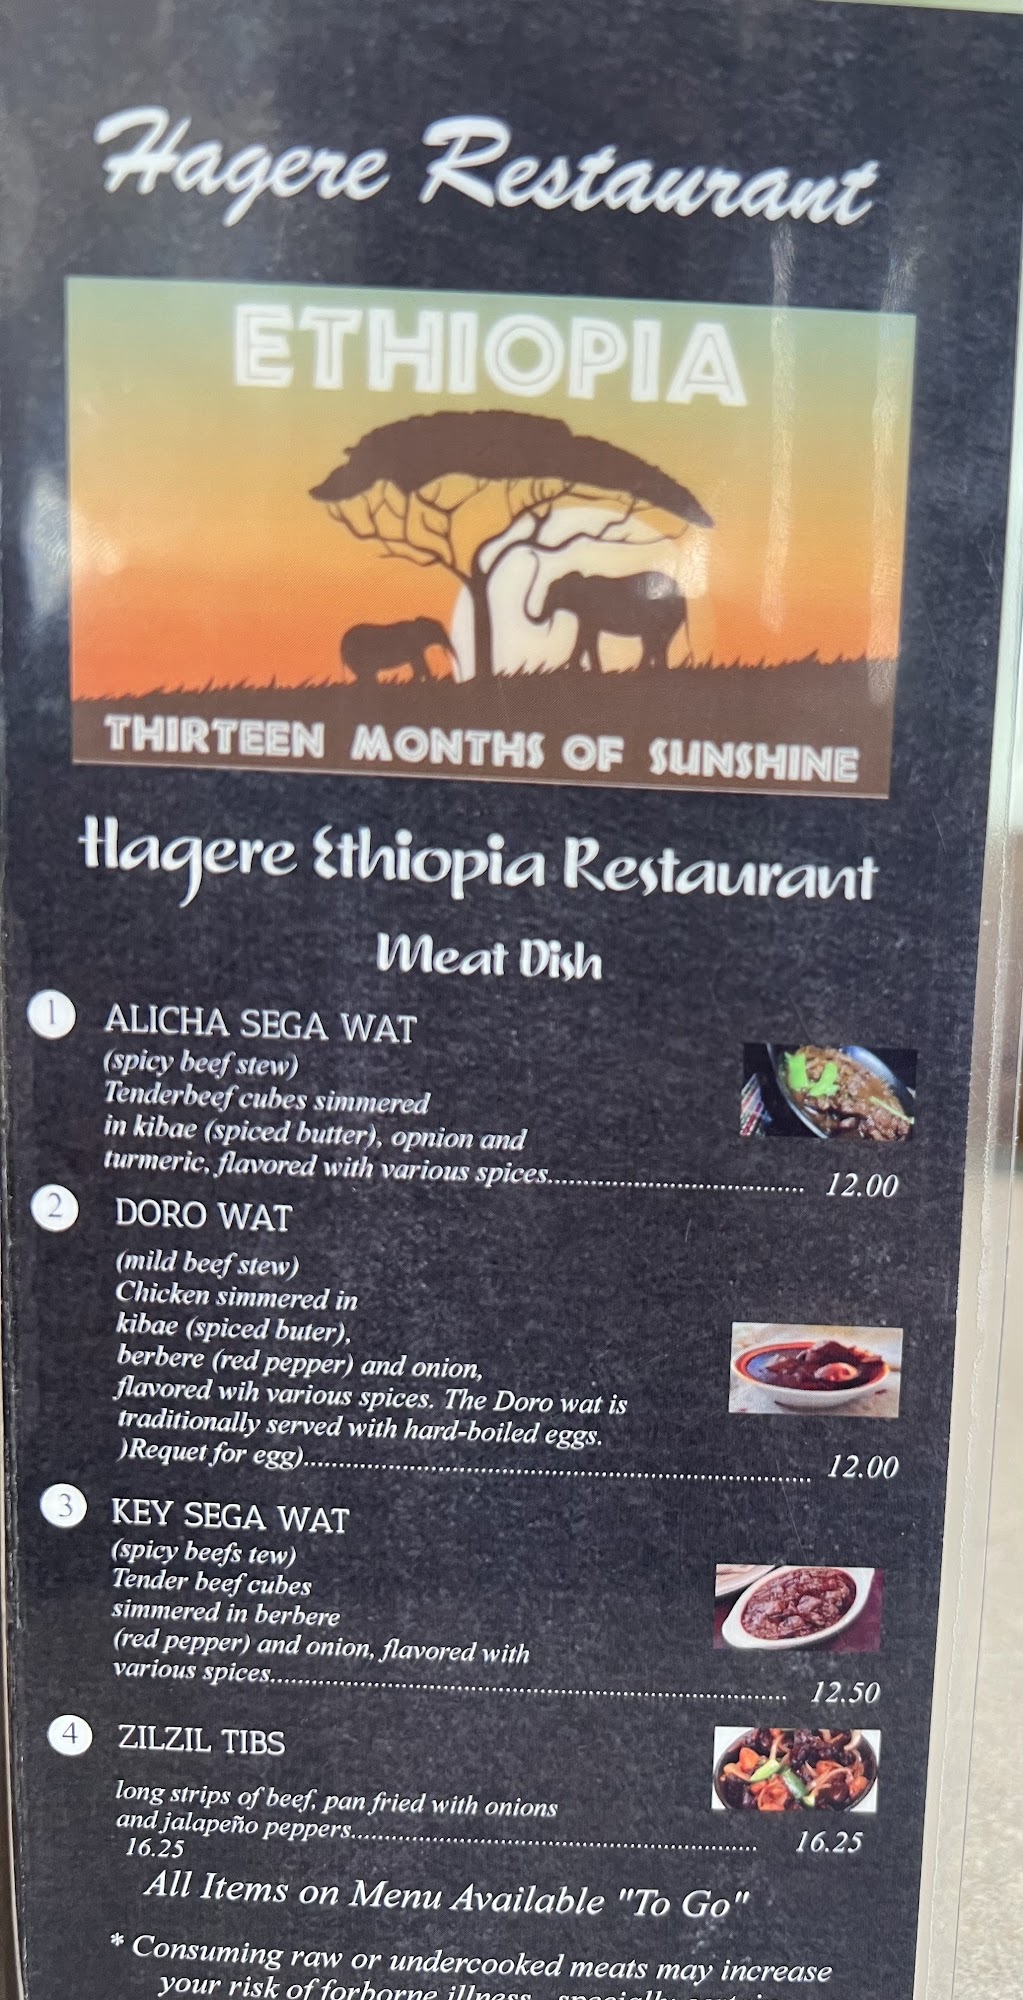 Hagere Restaurant
ETHIOPIA
THIRTEEN MONTHS OF SUNSHINE
Hagere Ethiopia Restaurant
Meat Dish
1 ALICHA SEGA WAT
(spicy beef stew)
Tenderbeef cubes simmered
in kibae (spiced butter), opnion and
turmeric, flavored with various spices.................................... 12.00
2 DORO WAT
(mild beef stew)
Chicken simmered in
kibae (spiced buter),
berbere (red pepper) and onion,
flavored wih various spices. The Doro wat is
traditionally served with hard-boiled eggs.
)Requet for egg)........................................................................ 12.00
3 KEY SEGA WAT
(spicy beefs tew)
Tender beef cubes
simmered in berbere
(red pepper) and onion, flavored with
various spices......................................................................... 12.50
4 ZILZIL TIBS
long strips of beef, pan fried with onions
and jalapeño peppers......................................................... 16.25
16.25
All Items on Menu Available "To Go"
* Consuming raw or undercooked meats may increase
your risk of forborne illness